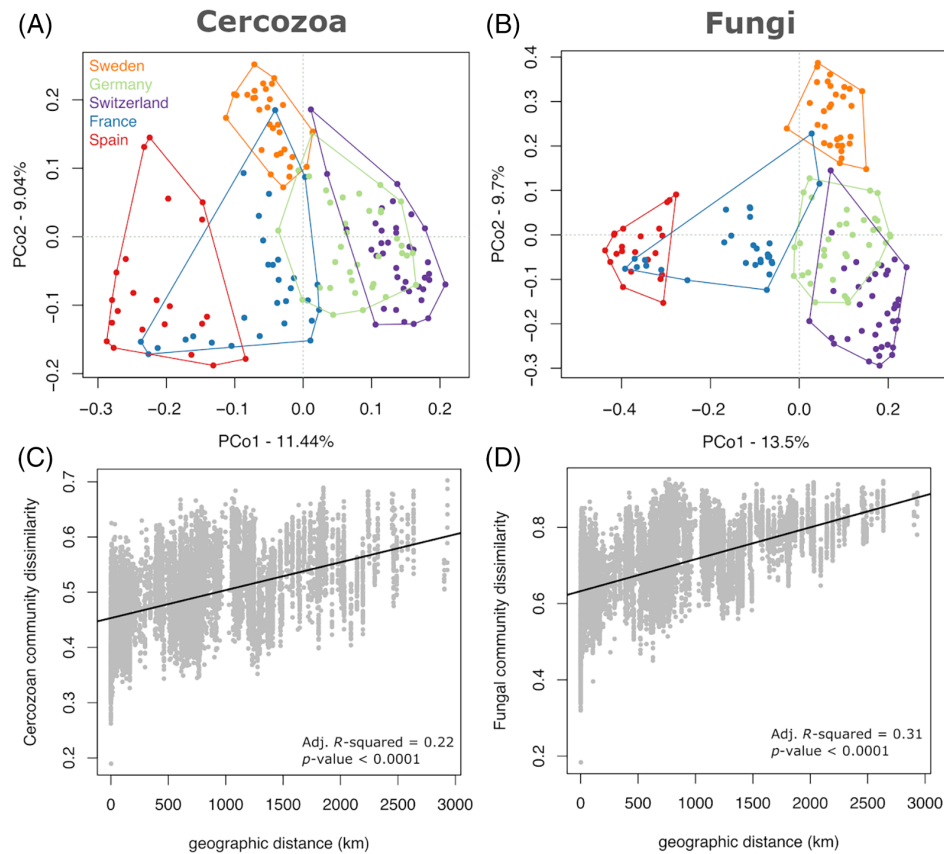 (A) Cercozoa
Sweden
Germany
Switzerland
France
Spain
PCo2 - 9.04%
0.2
0.1
0.0
−0.1
−0.2
−0.3 −0.2 −0.1 0.0 0.1 0.2
PCo1 - 11.44%
(B) Fungi
PCo2 - 9.7%
0.4
0.3
0.2
0.1
0.0
−0.1
−0.2
−0.3
−0.4 −0.2 0.0 0.2
PCo1 - 13.5%
(C)
Cercozoan community dissimilarity
0.7
0.6
0.5
0.4
0.3
0.2
Adj. R-squared = 0.22
p-value < 0.0001
0 500 1000 1500 2000 2500 3000
geographic distance (km)
(D)
Fungal community dissimilarity
0.8
0.6
0.4
0.2
Adj. R-squared = 0.31
p-value < 0.0001
0 500 1000 1500 2000 2500 3000
geographic distance (km)